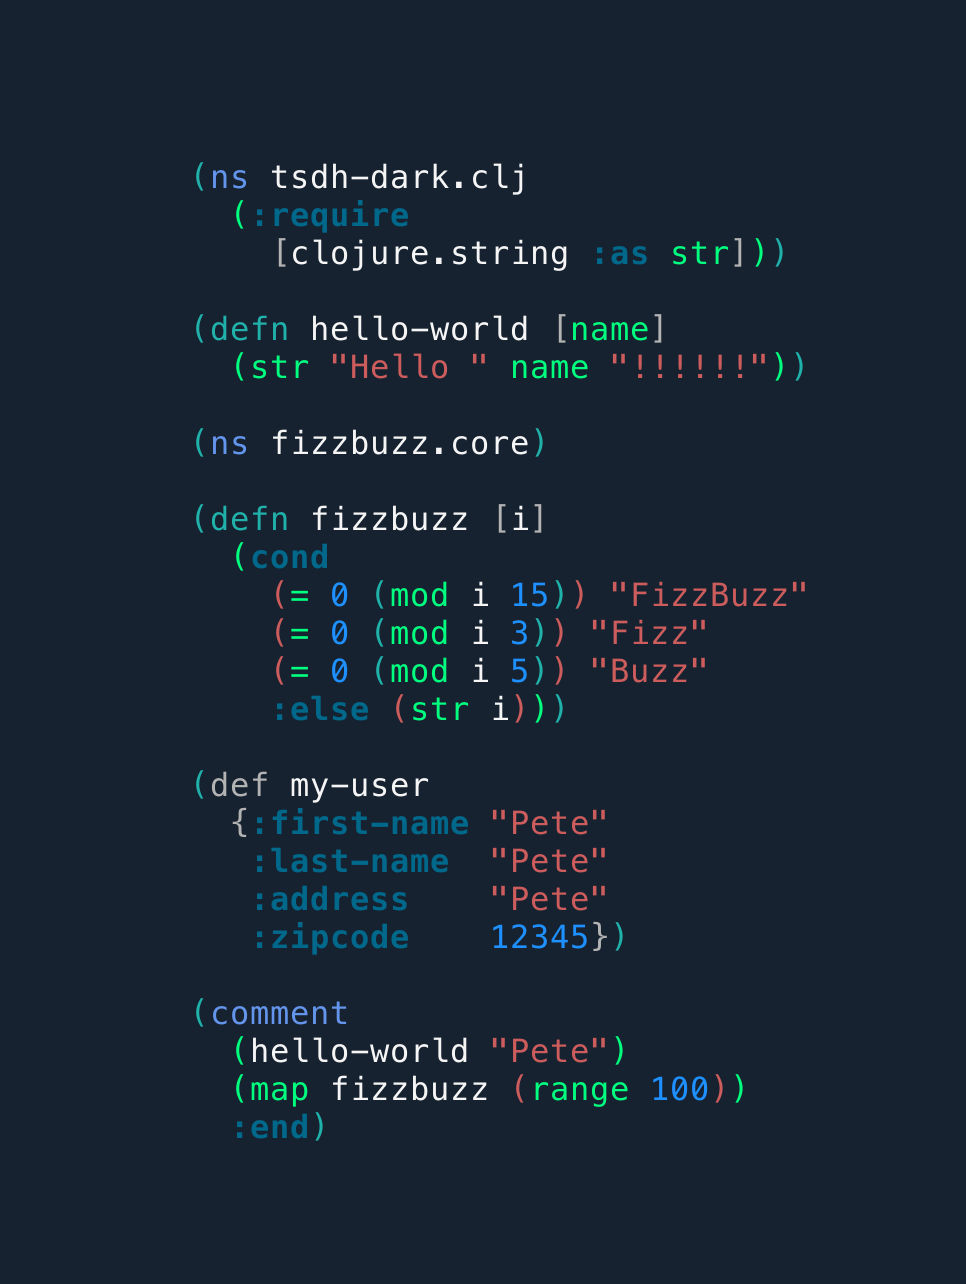 (ns tsdh-dark.clj
  (:require
    [clojure.string :as str]))

(defn hello-world [name]
  (str "Hello " name "!!!!!!"))

(ns fizzbuzz.core)

(defn fizzbuzz [i]
  (cond
    (= 0 (mod i 15)) "FizzBuzz"
    (= 0 (mod i 3)) "Fizz"
    (= 0 (mod i 5)) "Buzz"
    :else (str i)))

(def my-user
  {:first-name "Pete"
   :last-name  "Pete"
   :address    "Pete"
   :zipcode    12345})

(comment
  (hello-world "Pete")
  (map fizzbuzz (range 100))
  :end)